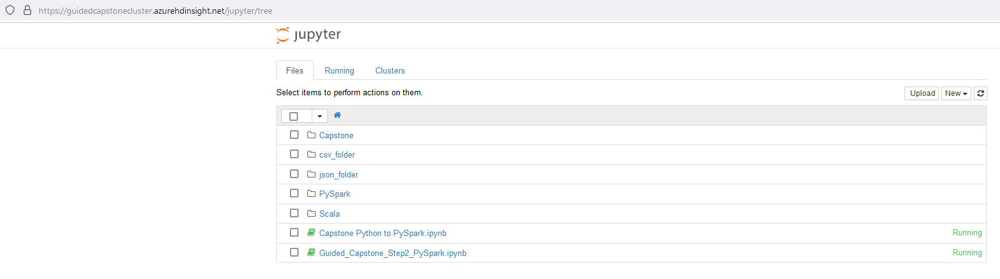 https://guidedcapstonecluster.azurehdinsight.net/jupyter/tree
jupyter
Files Running Clusters
Select items to perform actions on them. Upload New
Capstone
csv_folder
json_folder
PySpark
Scala
Capstone Python to PySpark.ipynb Running
Guided_Capstone_Step2_PySpark.ipynb Running